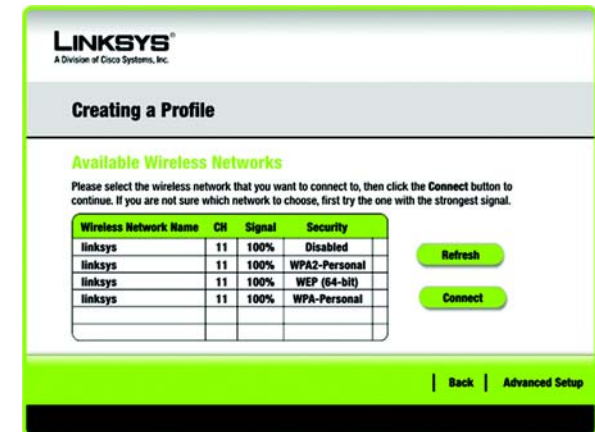 LINKSYS®
A Division of Cisco Systems, Inc.
Creating a Profile
Available Wireless Networks
Please select the wireless network that you want to connect to, then click the Connect button to
continue. If you are not sure which network to choose, first try the one with the strongest signal.
Wireless Network Name CH Signal Security
linksys 11 100% Disabled
linksys 11 100% WPA2-Personal
linksys 11 100% WEP (64-bit)
linksys 11 100% WPA-Personal
Refresh
Connect
Back Advanced Setup